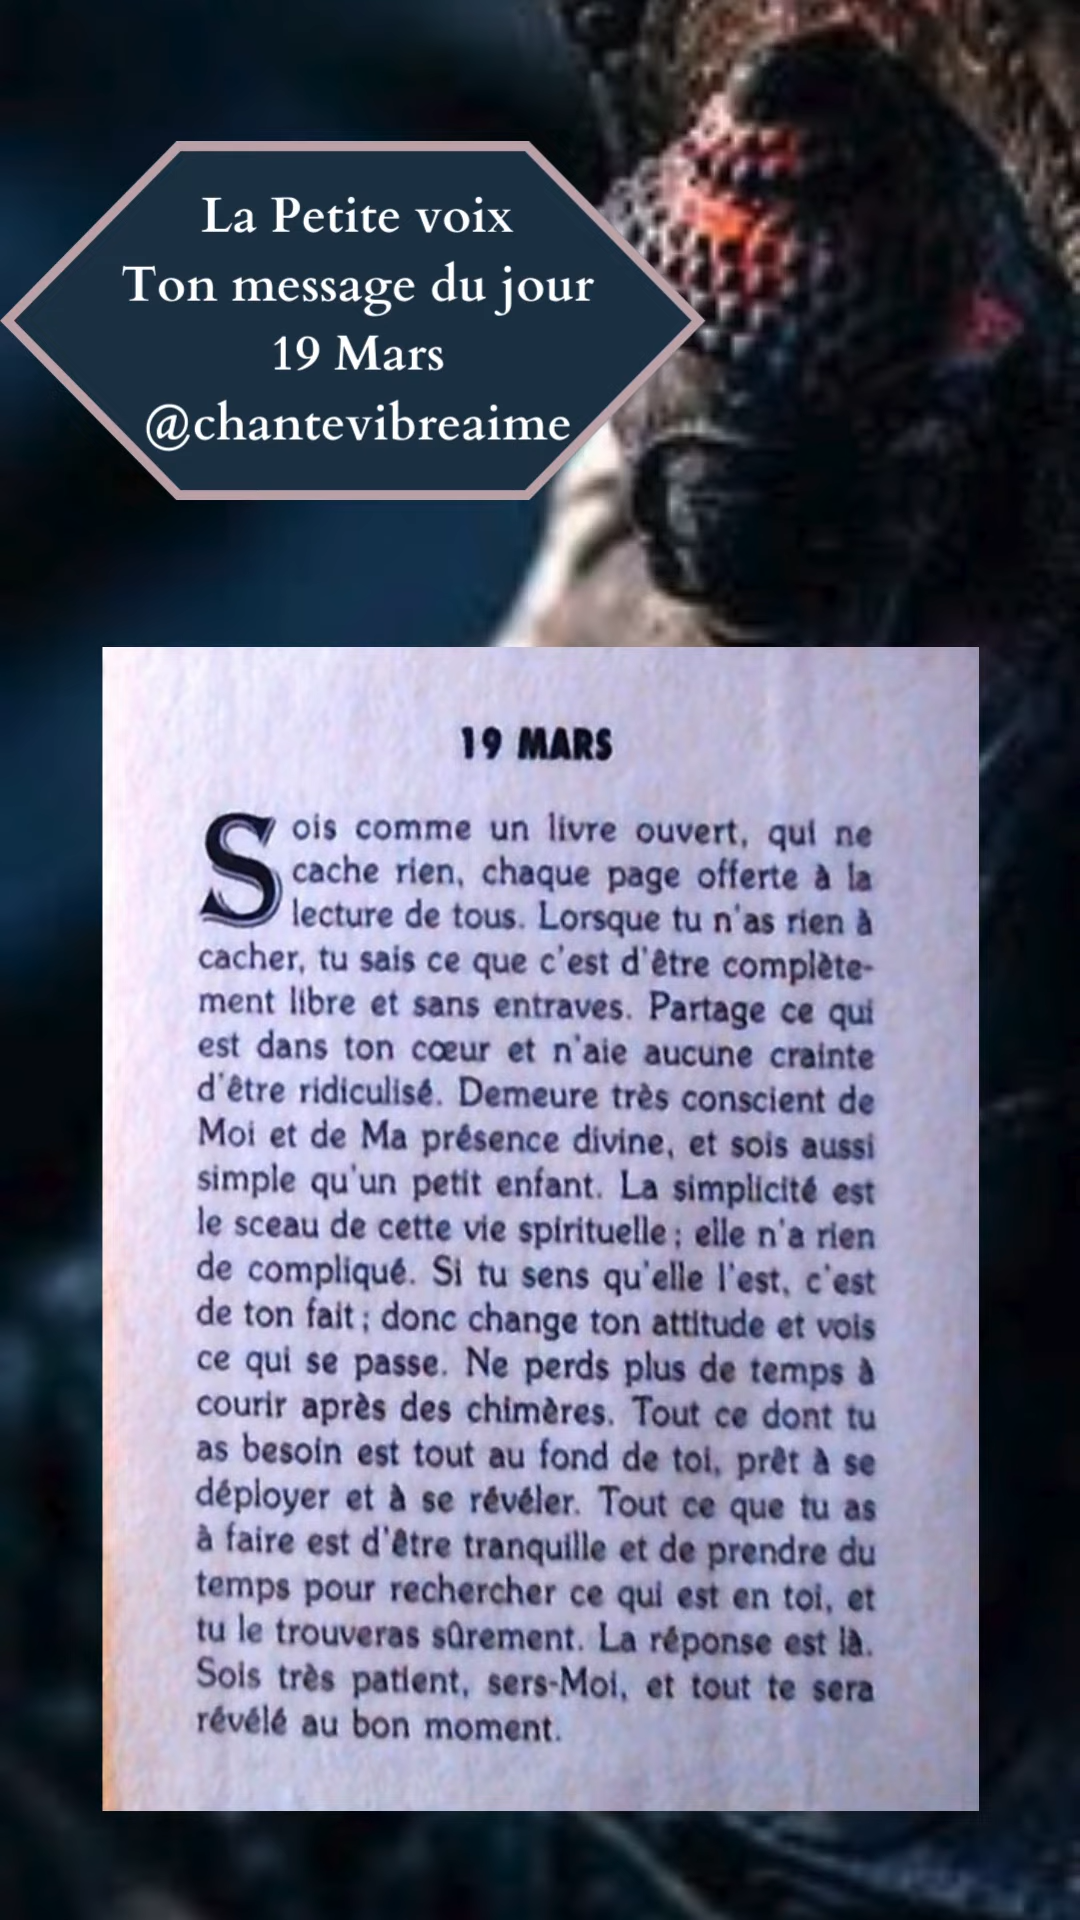 La Petite voix
Ton message du jour
19 Mars
@chantevibreaime
19 MARS
Sois comme un livre ouvert, qui ne
cache rien, chaque page offerte à la
lecture de tous. Lorsque tu n'as rien à
cacher, tu sais ce que c'est d'être complète-
ment libre et sans entraves. Partage ce qui
est dans ton cœur et n'aie aucune crainte
d'être ridiculisé. Demeure très conscient de
Moi et de Ma présence divine, et sois aussi
simple qu'un petit enfant. La simplicité est
le sceau de cette vie spirituelle ; elle n'a rien
de compliqué. Si tu sens qu'elle l'est, c'est
de ton fait ; donc change ton attitude et vois
ce qui se passe. Ne perds plus de temps à
courir après des chimères. Tout ce dont tu
as besoin est tout au fond de toi, prêt à se
déployer et à se révéler. Tout ce que tu as
à faire est d'être tranquille et de prendre du
temps pour rechercher ce qui est en toi, et
tu le trouveras sûrement. La réponse est là.
Sois très patient, sers-Moi, et tout te sera
révélé au bon moment.